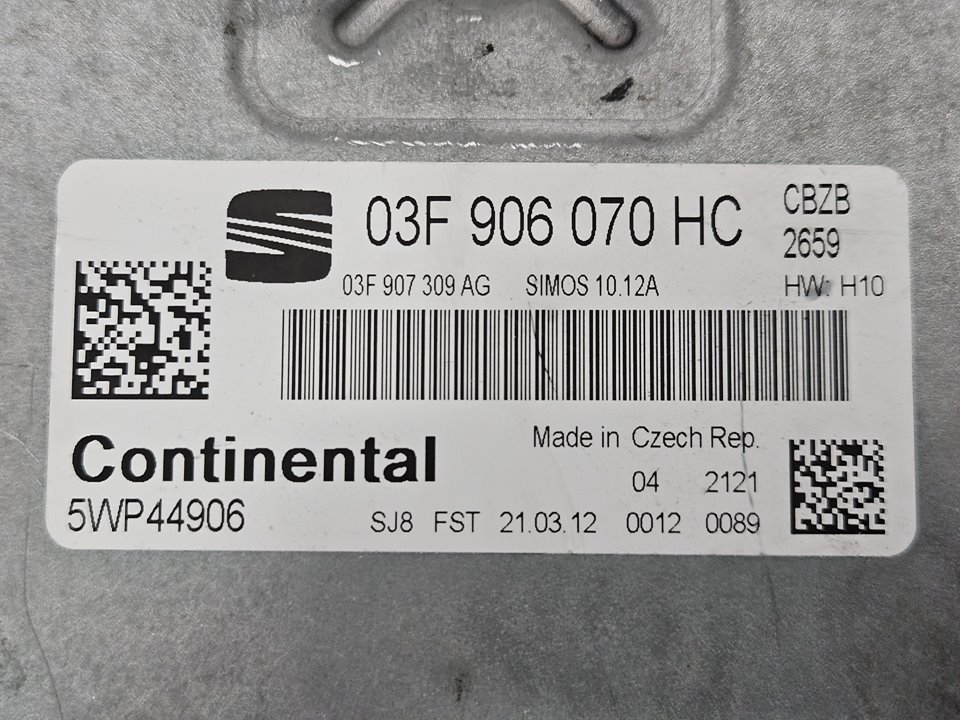 03F 906 070 HC
CBZB
2659
03F 907 309 AG SIMOS 10.12A HW: H10
Continental
Made in Czech Rep.
04 2121
5WP44906
SJ8 FST 21.03.12 0012 0089